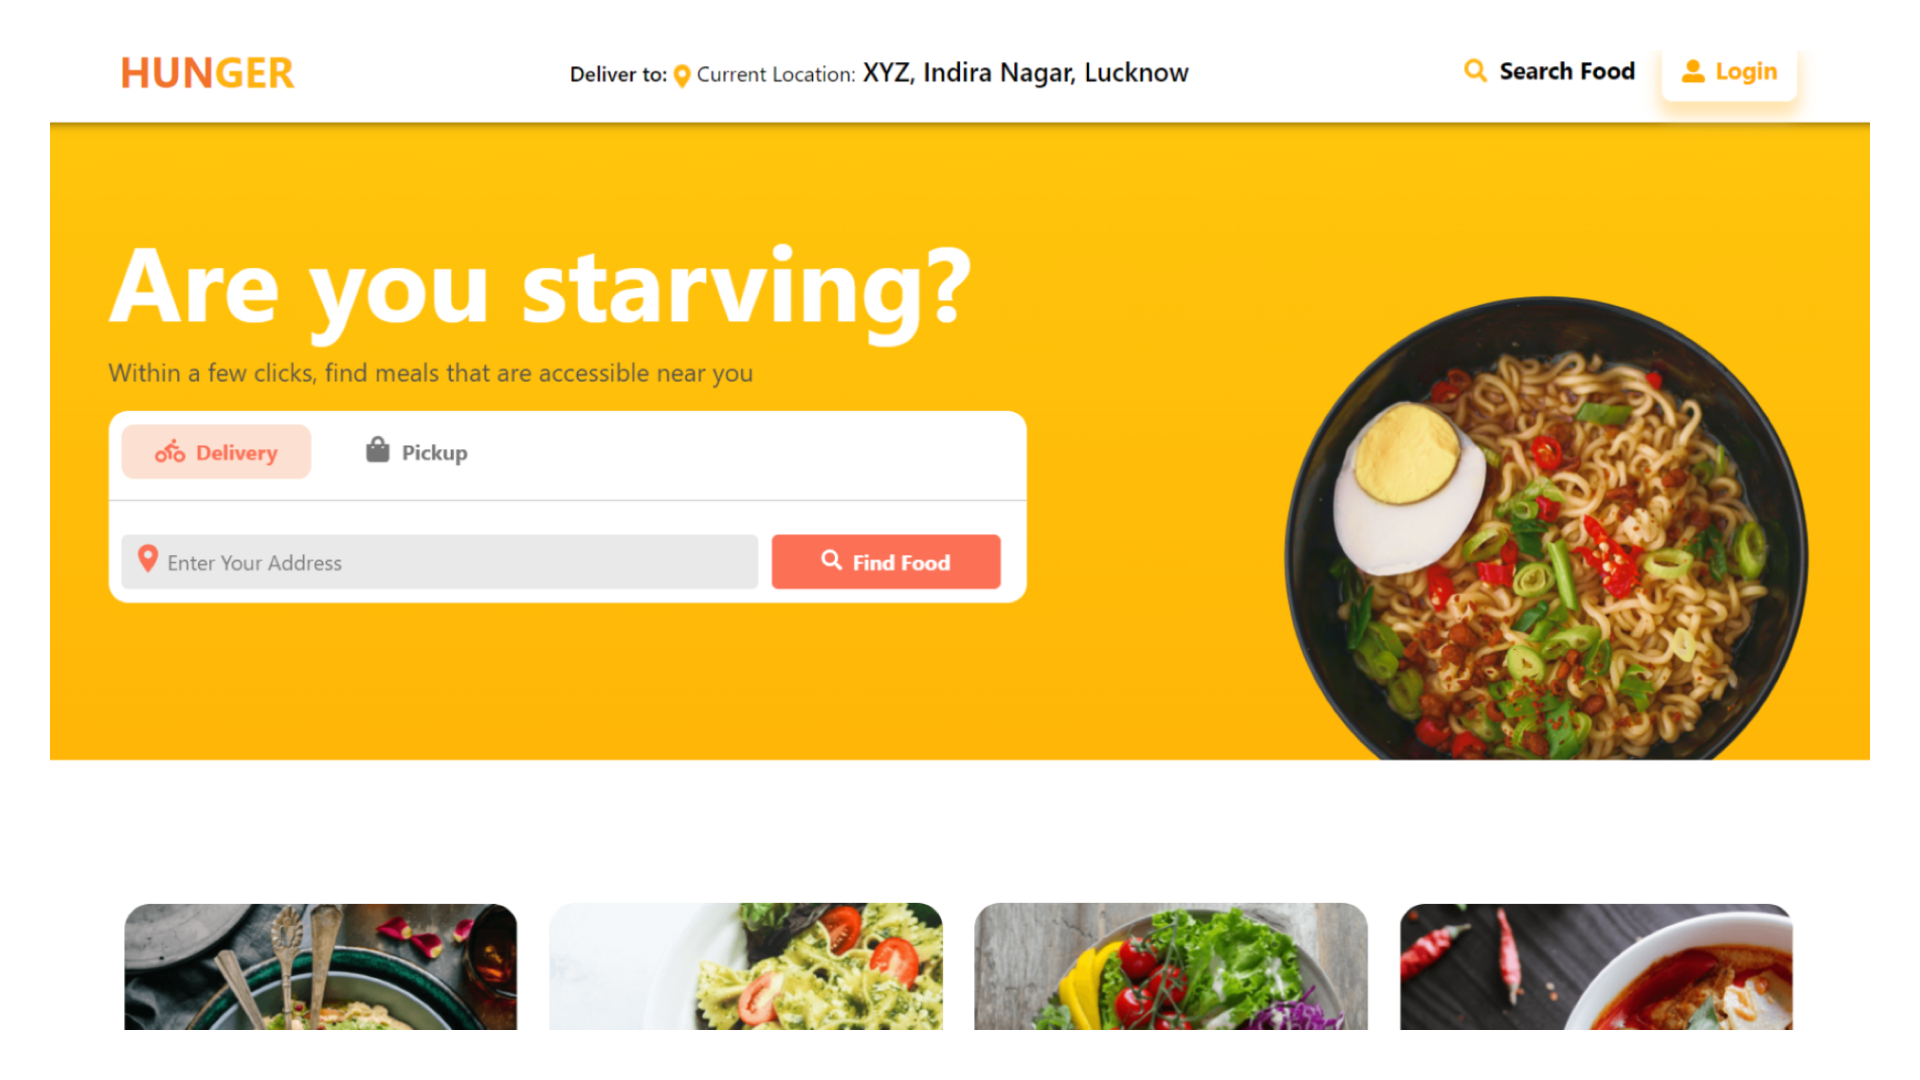 HUNGER
Deliver to: Current Location: XYZ, Indira Nagar, Lucknow
Search Food
Login
Are you starving?
Within a few clicks, find meals that are accessible near you
Delivery
Pickup
Enter Your Address
Find Food